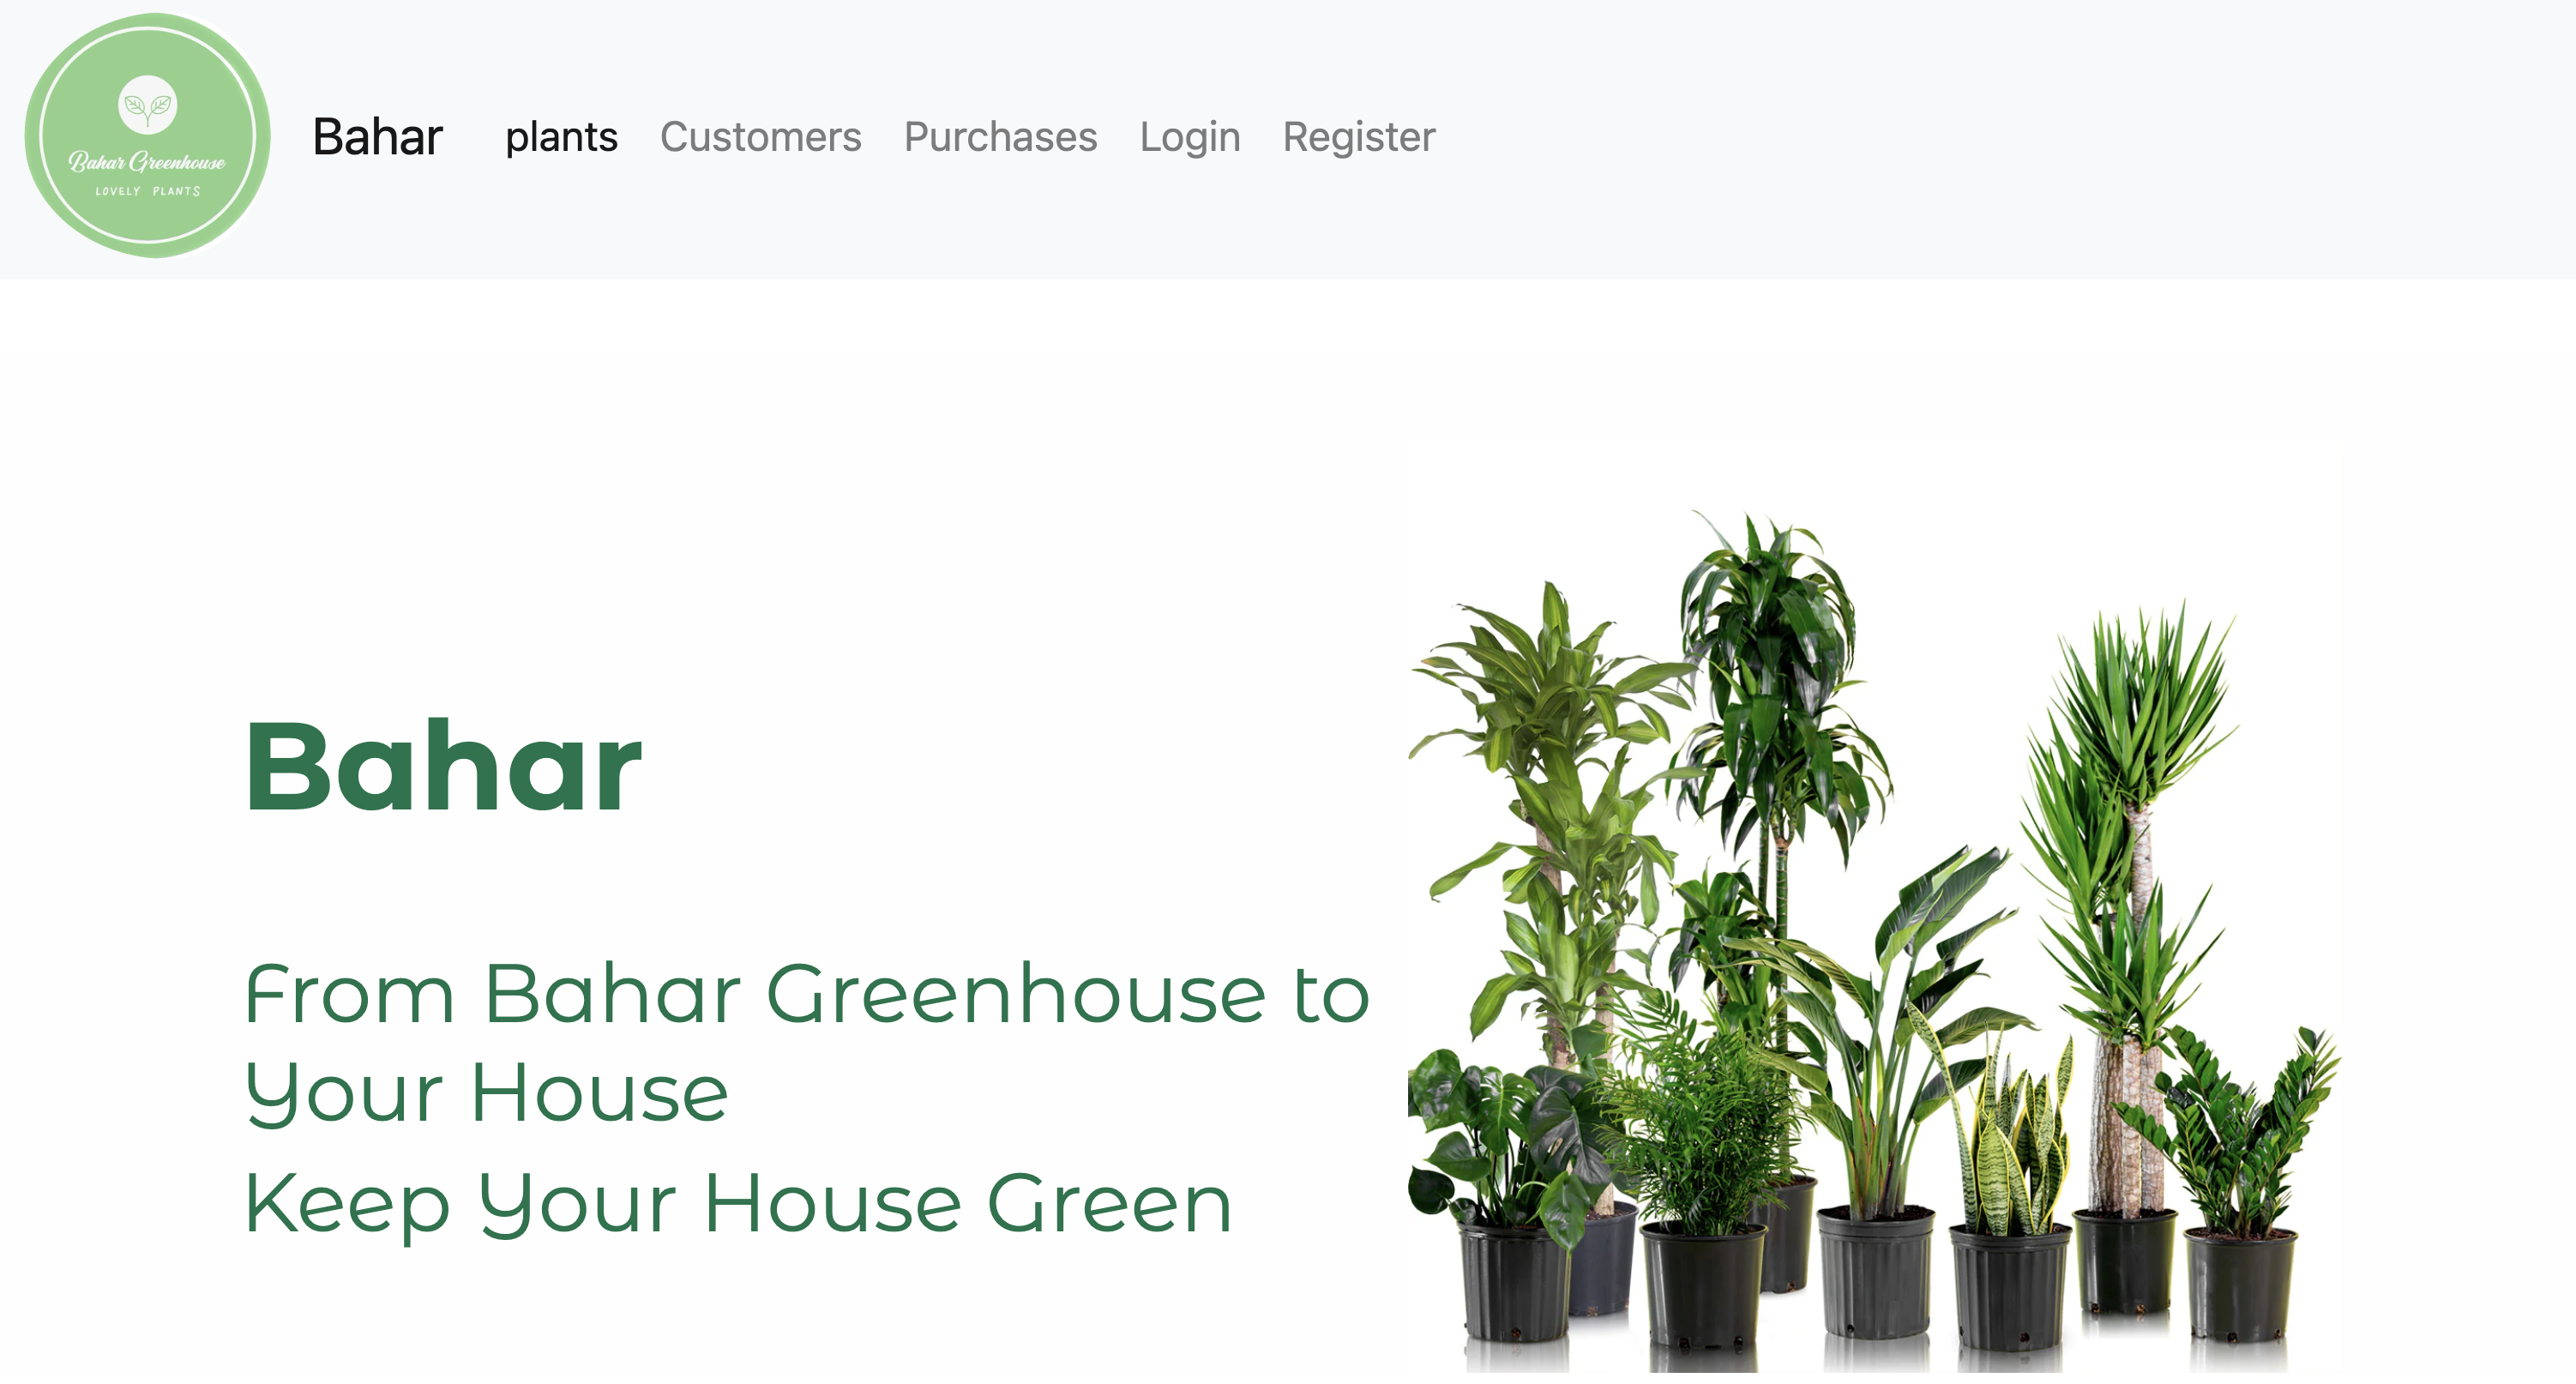 Bahar Greenhouse
LOVELY PLANTS
Bahar plants Customers Purchases Login Register
Bahar
From Bahar Greenhouse to
Your House
Keep Your House Green